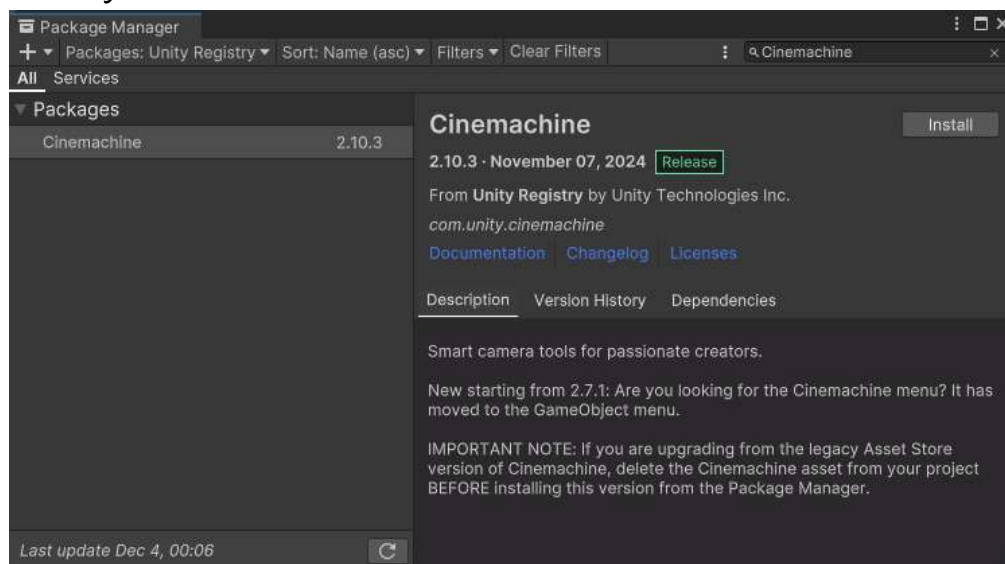 Package Manager
+ Packages: Unity Registry Sort: Name (asc) Filters Clear Filters Cinemachine
All Services
Packages
Cinemachine 2.10.3
Cinemachine
Install
2.10.3 · November 07, 2024 Release
From Unity Registry by Unity Technologies Inc.
com.unity.cinemachine
Documentation Changelog Licenses
Description Version History Dependencies
Smart camera tools for passionate creators.
New starting from 2.7.1: Are you looking for the Cinemachine menu? It has
moved to the GameObject menu.
IMPORTANT NOTE: If you are upgrading from the legacy Asset Store
version of Cinemachine, delete the Cinemachine asset from your project
BEFORE installing this version from the Package Manager.
Last update Dec 4, 00:06